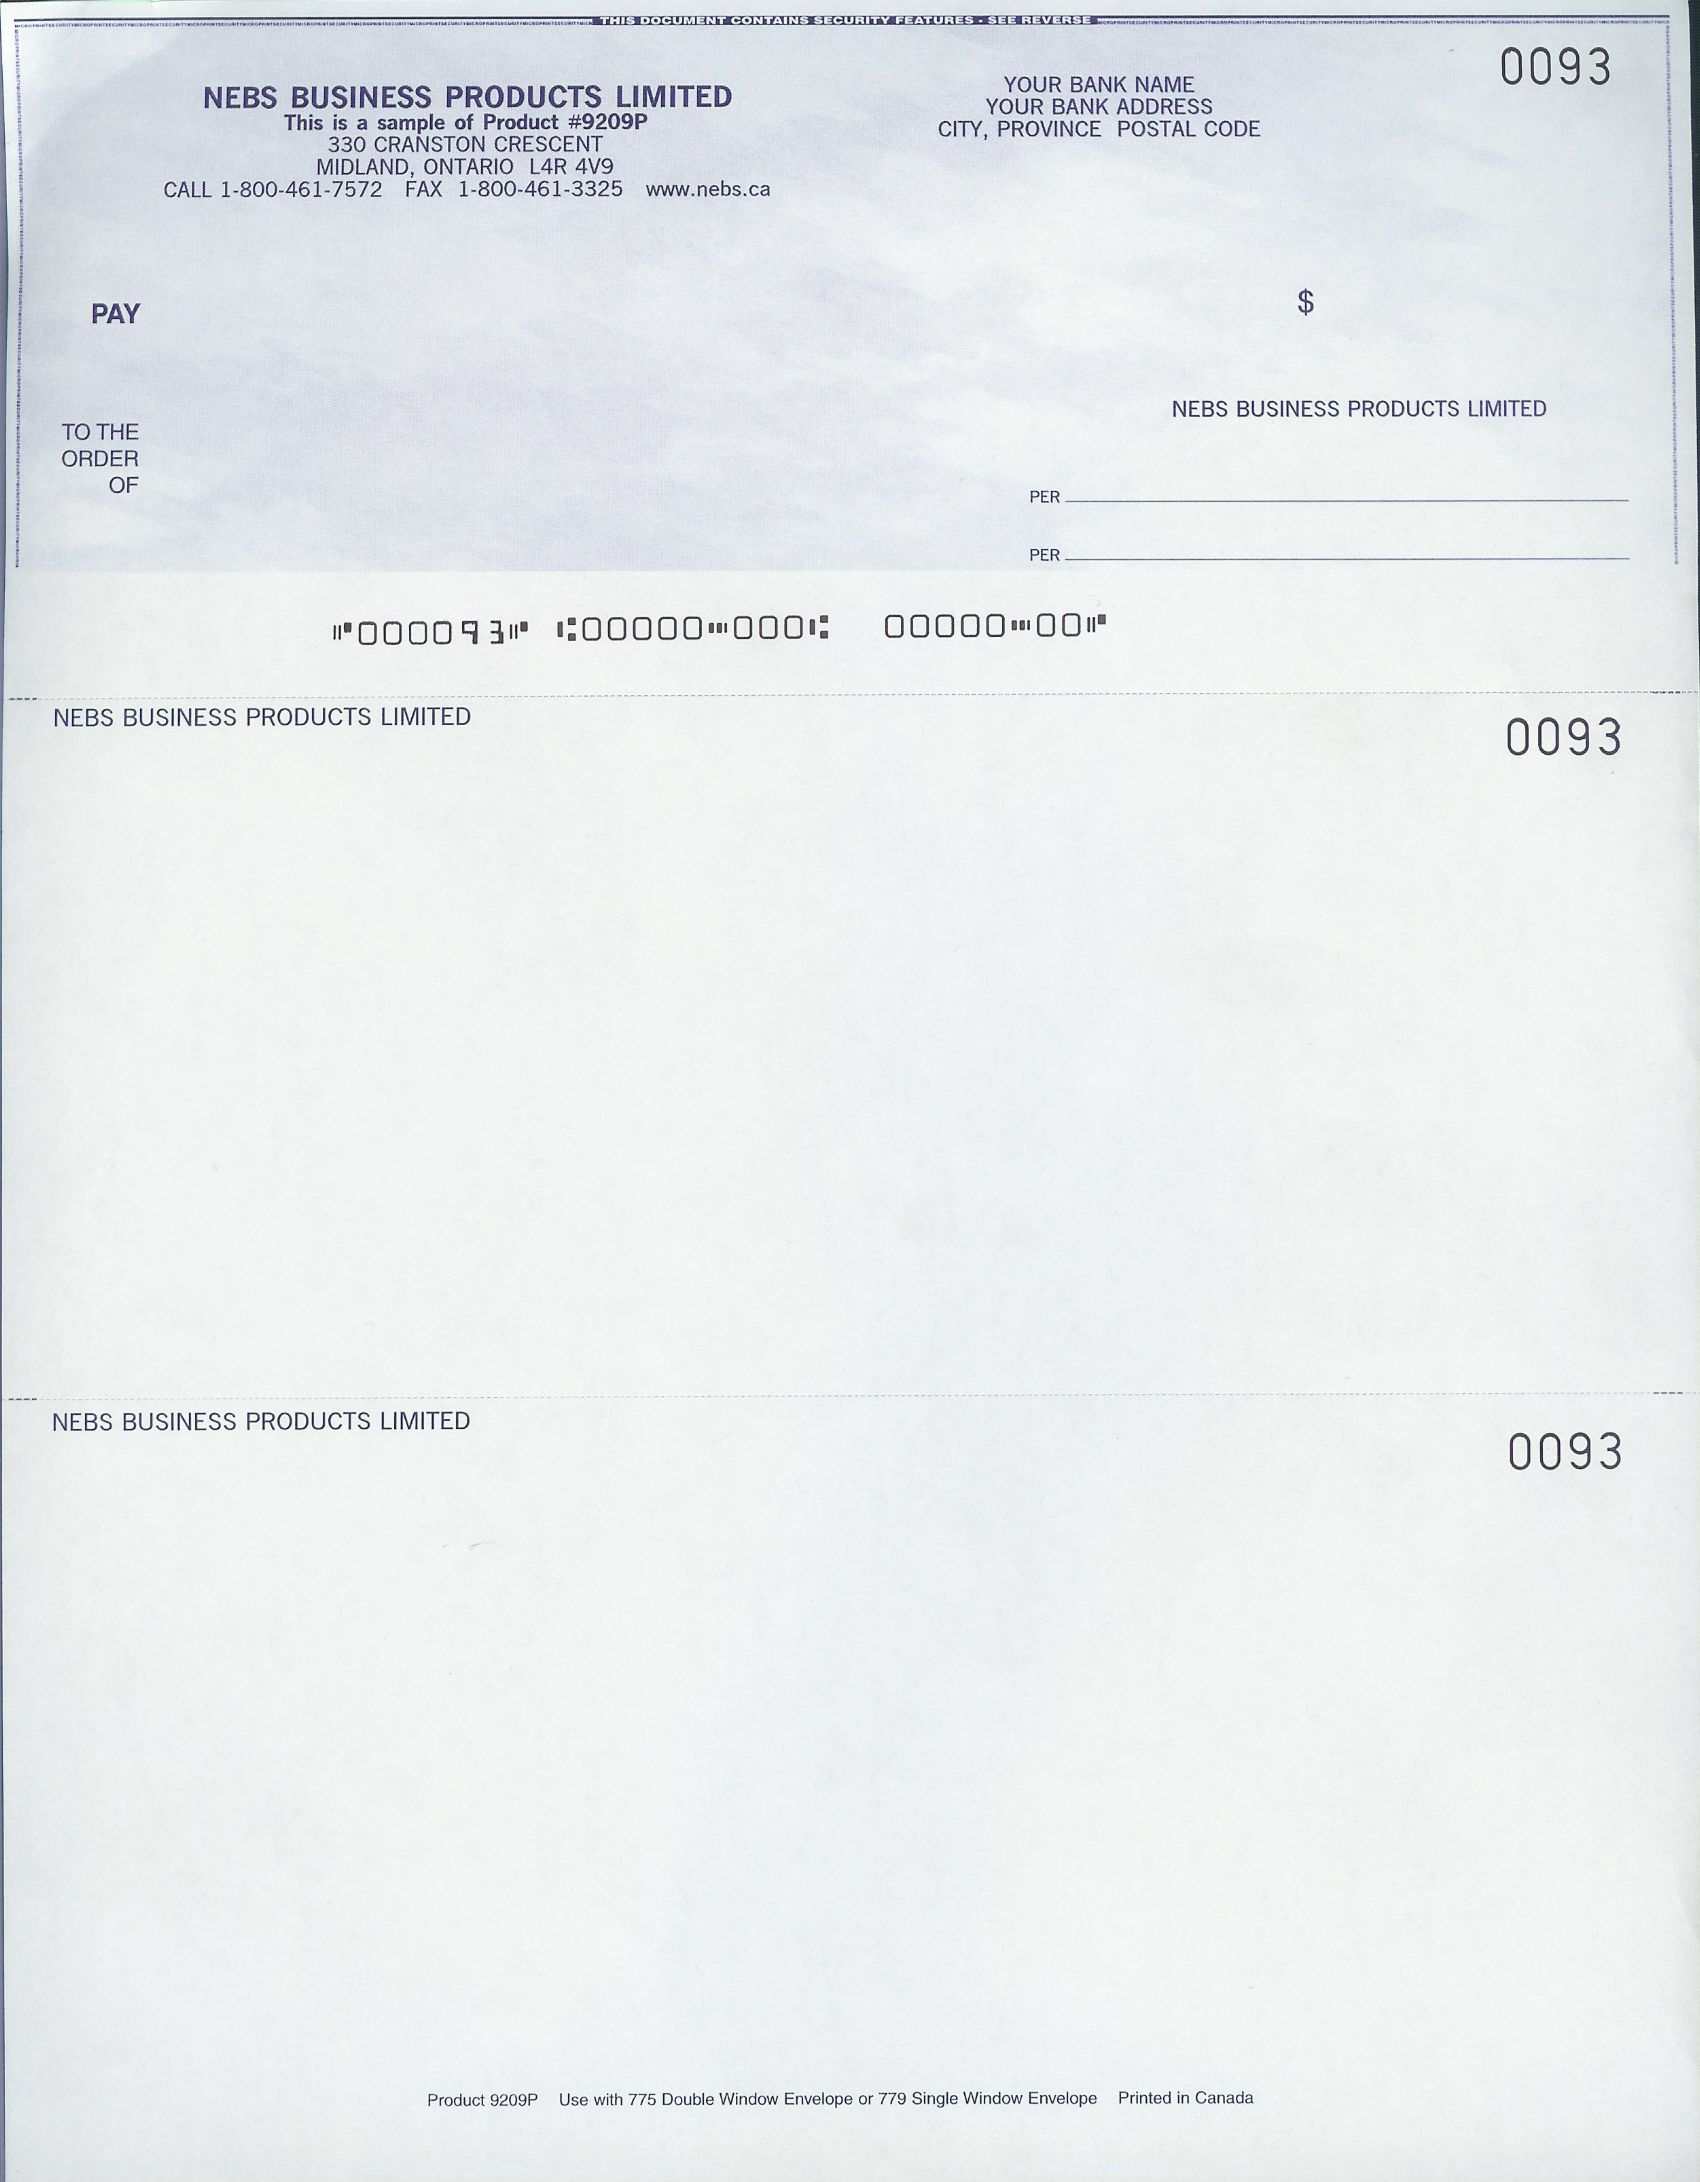 THIS DOCUMENT CONTAINS SECURITY FEATURES - SEE REVERSE
0093
NEBS BUSINESS PRODUCTS LIMITED
This is a sample of Product #9209P
330 CRANSTON CRESCENT
MIDLAND, ONTARIO L4R 4V9
CALL 1-800-461-7572 FAX 1-800-461-3325 www.nebs.ca
YOUR BANK NAME
YOUR BANK ADDRESS
CITY, PROVINCE POSTAL CODE
PAY
$
NEBS BUSINESS PRODUCTS LIMITED
TO THE
ORDER
OF
PER
PER
⑈000093⑈ ⑆00000⑉000⑆ 00000⑉00⑈
NEBS BUSINESS PRODUCTS LIMITED
0093
NEBS BUSINESS PRODUCTS LIMITED
0093
Product 9209P Use with 775 Double Window Envelope or 779 Single Window Envelope Printed in Canada